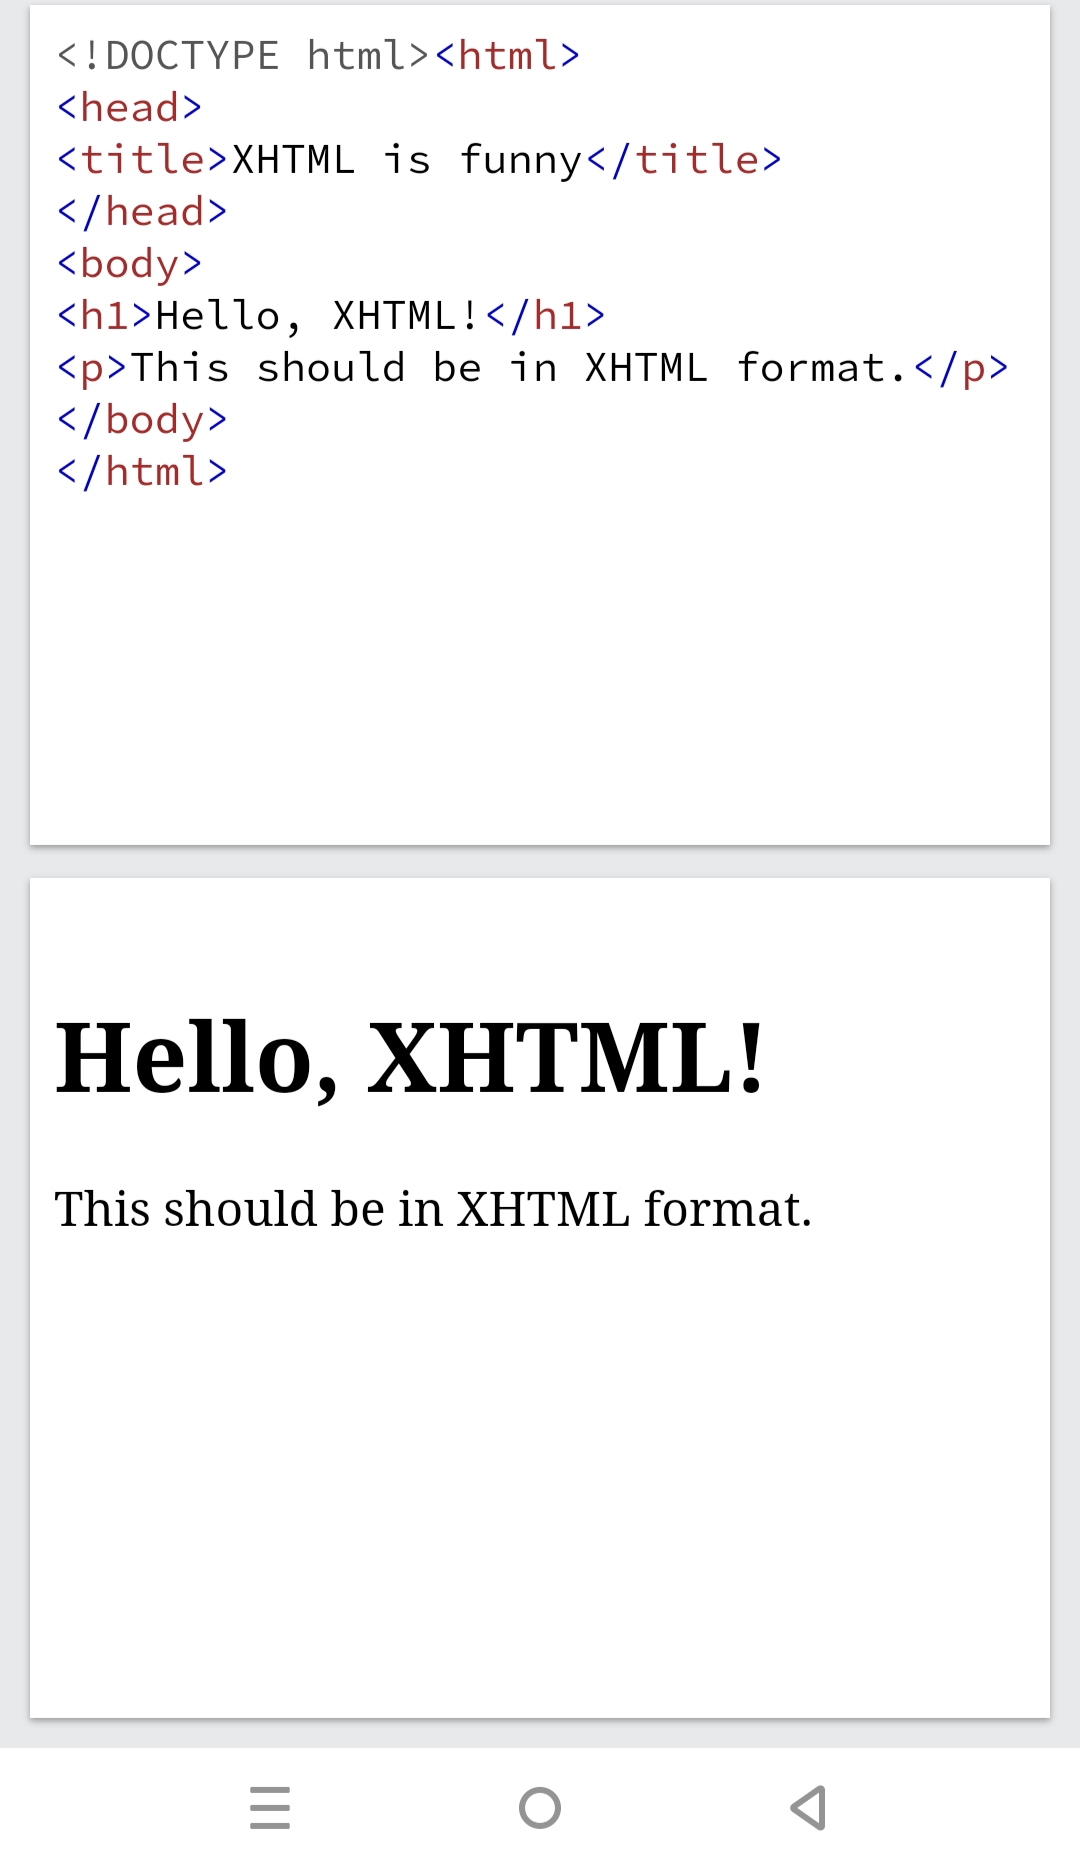 <!DOCTYPE html><html>
<head>
<title>XHTML is funny</title>
</head>
<body>
<h1>Hello, XHTML!</h1>
<p>This should be in XHTML format.</p>
</body>
</html>
Hello, XHTML!
This should be in XHTML format.